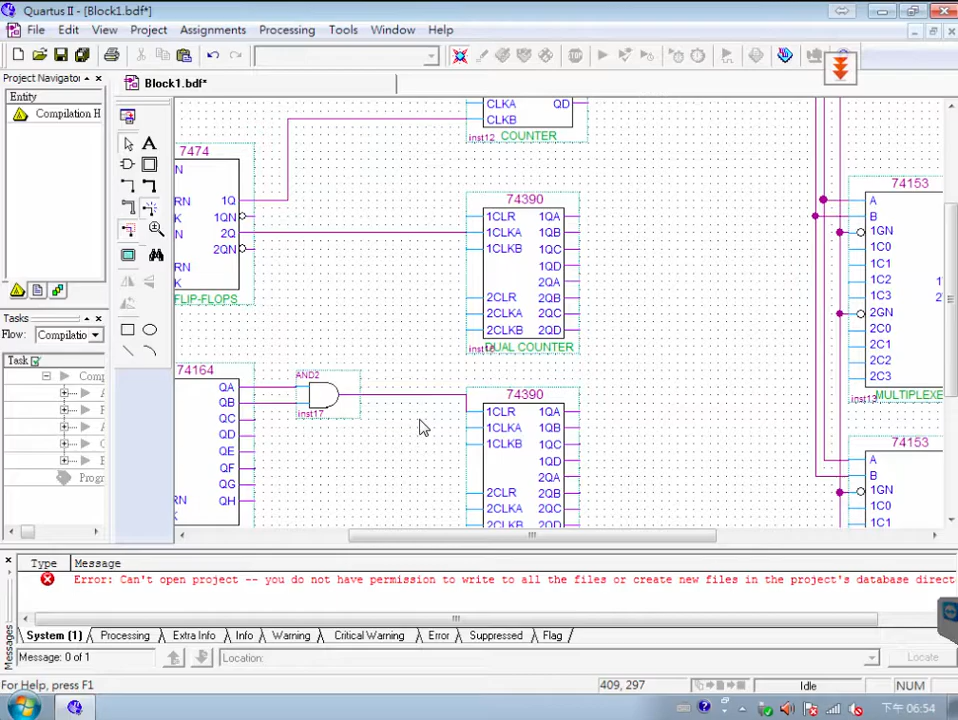 Quartus II - [Block1.bdf*]
File Edit View Project Assignments Processing Tools Window Help
Project Navigator
Entity
Compilation H
Tasks
Flow: Compilatio
Task
Comp
A
F
A
T
E
Progr
Block1.bdf*
QD
CLKA
CLKB
inst12 COUNTER
7474
N
RN
K
N
RN
K
1Q
1QN
2Q
2QN
FLIP-FLOPS
74390
1CLR 1QA
1CLKA 1QB
1CLKB 1QC
1QD
2QA
2CLR 2QB
2CLKA 2QC
2CLKB 2QD
DUAL COUNTER
74164
QA
QB
QC
QD
QE
QF
QG
RN QH
K
AND2
inst17
74390
1CLR 1QA
1CLKA 1QB
1CLKB 1QC
1QD
2QA
2CLR 2QB
2CLKA 2QC
2CLKB 2QD
74153
A
B
1GN
1C0
1C1
1C2
1C3
2GN
2C0
2C1
2C2
2C3
inst13 MULTIPLEXE
74153
A
B
1GN
1C0
1C1
Type Message
Error: Can't open project -- you do not have permission to write to all the files or create new files in the project's database direct
System (1) Processing Extra Info Info Warning Critical Warning Error Suppressed Flag
Messages
Message: 0 of 1
Location:
Locate
For Help, press F1
409, 297
Idle
NUM
下午 06:54